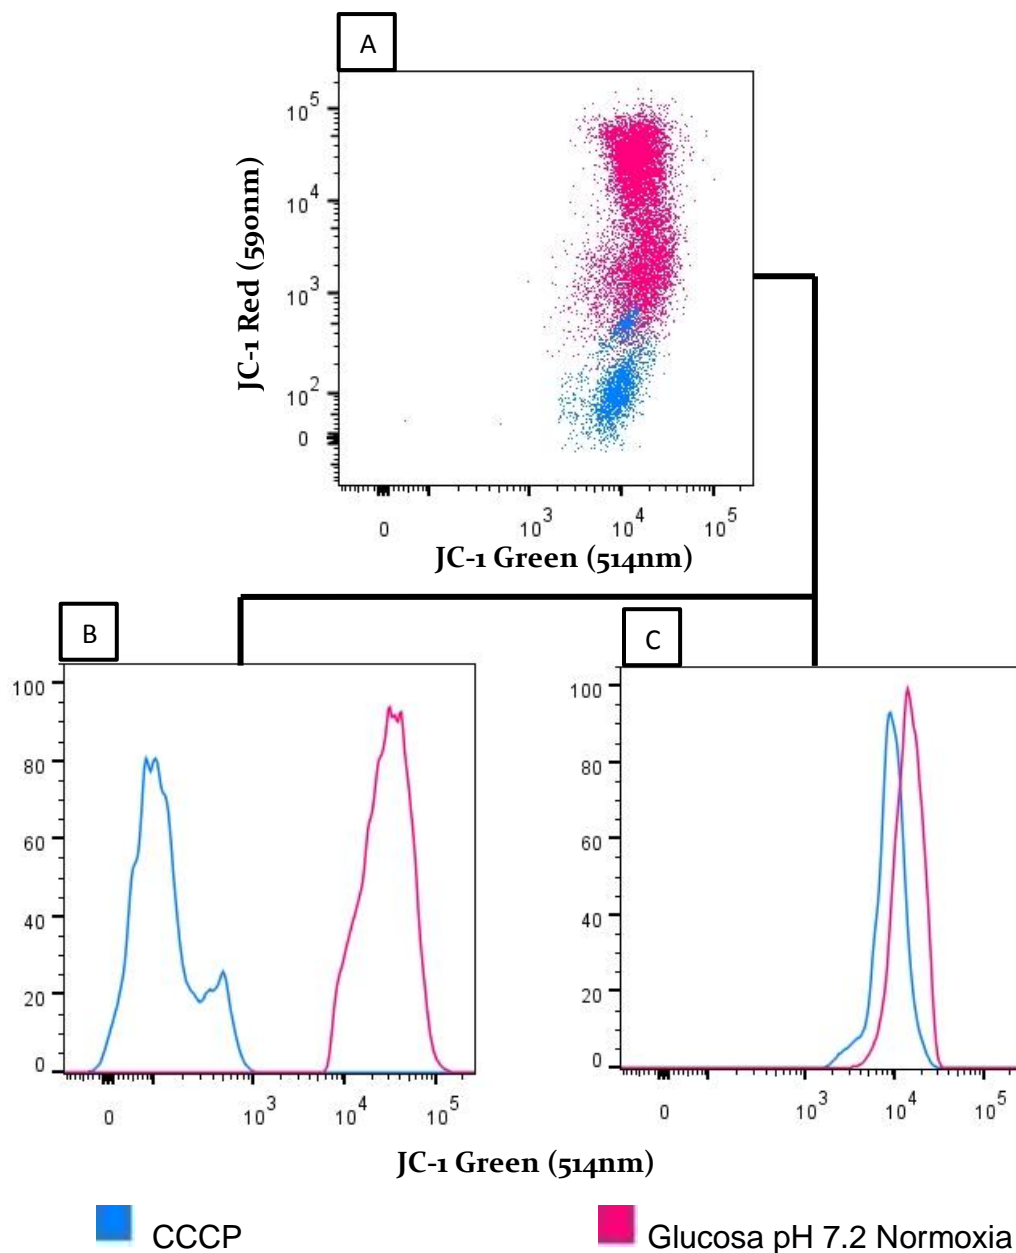 A
JC-1 Red (590nm)
10^5
10^4
10^3
10^2
0
0 10^3 10^4 10^5
JC-1 Green (514nm)
B
100
80
60
40
20
0
0 10^3 10^4 10^5
C
100
80
60
40
20
0
0 10^3 10^4 10^5
JC-1 Green (514nm)
CCCP
Glucosa pH 7.2 Normoxia